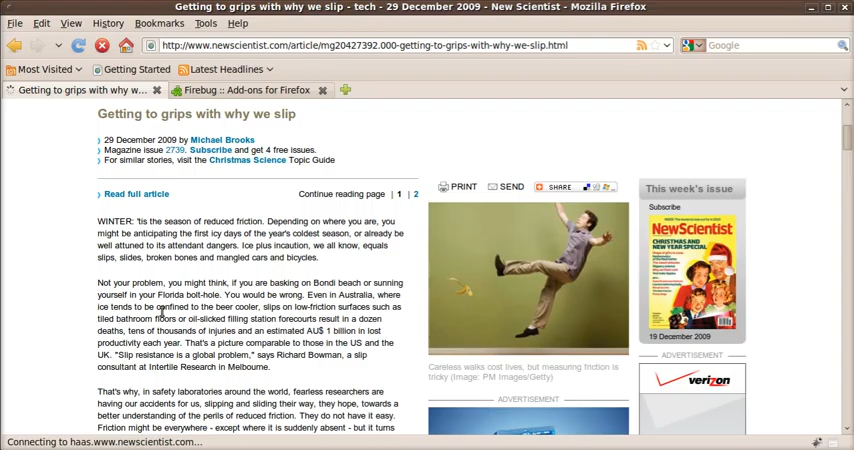 Getting to grips with why we slip - tech - 29 December 2009 - New Scientist - Mozilla Firefox
File Edit View History Bookmarks Tools Help
http://www.newscientist.com/article/mg20427392.000-getting-to-grips-with-why-we-slip.html
Google
Most Visited Getting Started Latest Headlines
Getting to grips with why w... Firebug :: Add-ons for Firefox
Getting to grips with why we slip
29 December 2009 by Michael Brooks
Magazine issue 2739. Subscribe and get 4 free issues.
For similar stories, visit the Christmas Science Topic Guide
Read full article
Continue reading page | 1 | 2
WINTER: 'tis the season of reduced friction. Depending on where you are, you
might be anticipating the first icy days of the year's coldest season, or already be
well attuned to its attendant dangers. Ice plus incaution, we all know, equals
slips, slides, broken bones and mangled cars and bicycles.
Not your problem, you might think, if you are basking on Bondi beach or sunning
yourself in your Florida bolt-hole. You would be wrong. Even in Australia, where
ice tends to be confined to the beer cooler, slips on low-friction surfaces such as
tiled bathroom floors or oil-slicked filling station forecourts result in a dozen
deaths, tens of thousands of injuries and an estimated AU$ 1 billion in lost
productivity each year. That's a picture comparable to those in the US and the
UK. "Slip resistance is a global problem," says Richard Bowman, a slip
consultant at Intertile Research in Melbourne.
That's why, in safety laboratories around the world, fearless researchers are
having our accidents for us, slipping and sliding their way, they hope, towards a
better understanding of the perils of reduced friction. They do not have it easy.
Friction might be everywhere - except where it is suddenly absent - but it turns
PRINT SEND SHARE
Careless walks cost lives, but measuring friction is
tricky (Image: PM Images/Getty)
ADVERTISEMENT
This week's issue
Subscribe
NewScientist
CHRISTMAS AND
NEW YEAR SPECIAL
19 December 2009
ADVERTISEMENT
verizon
Connecting to haas.www.newscientist.com...